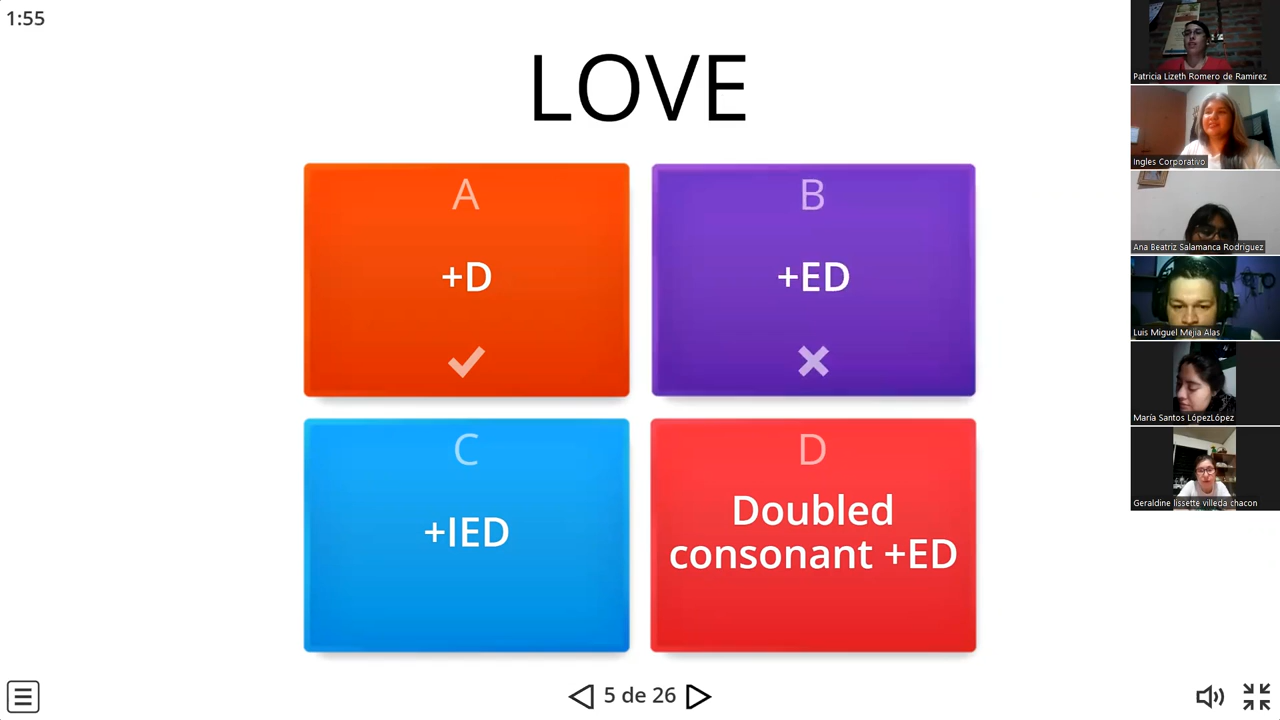 1:55
LOVE
A
+D
B
+ED
C
+IED
D
Doubled
consonant +ED
5 de 26
Patricia Lizeth Romero de Ramirez
Ingles Corporativo
Ana Beatriz Salamanca Rodriguez
Luis Miguel Mejia Alas
María Santos LópezLópez
Geraldine lissette villeda chacon